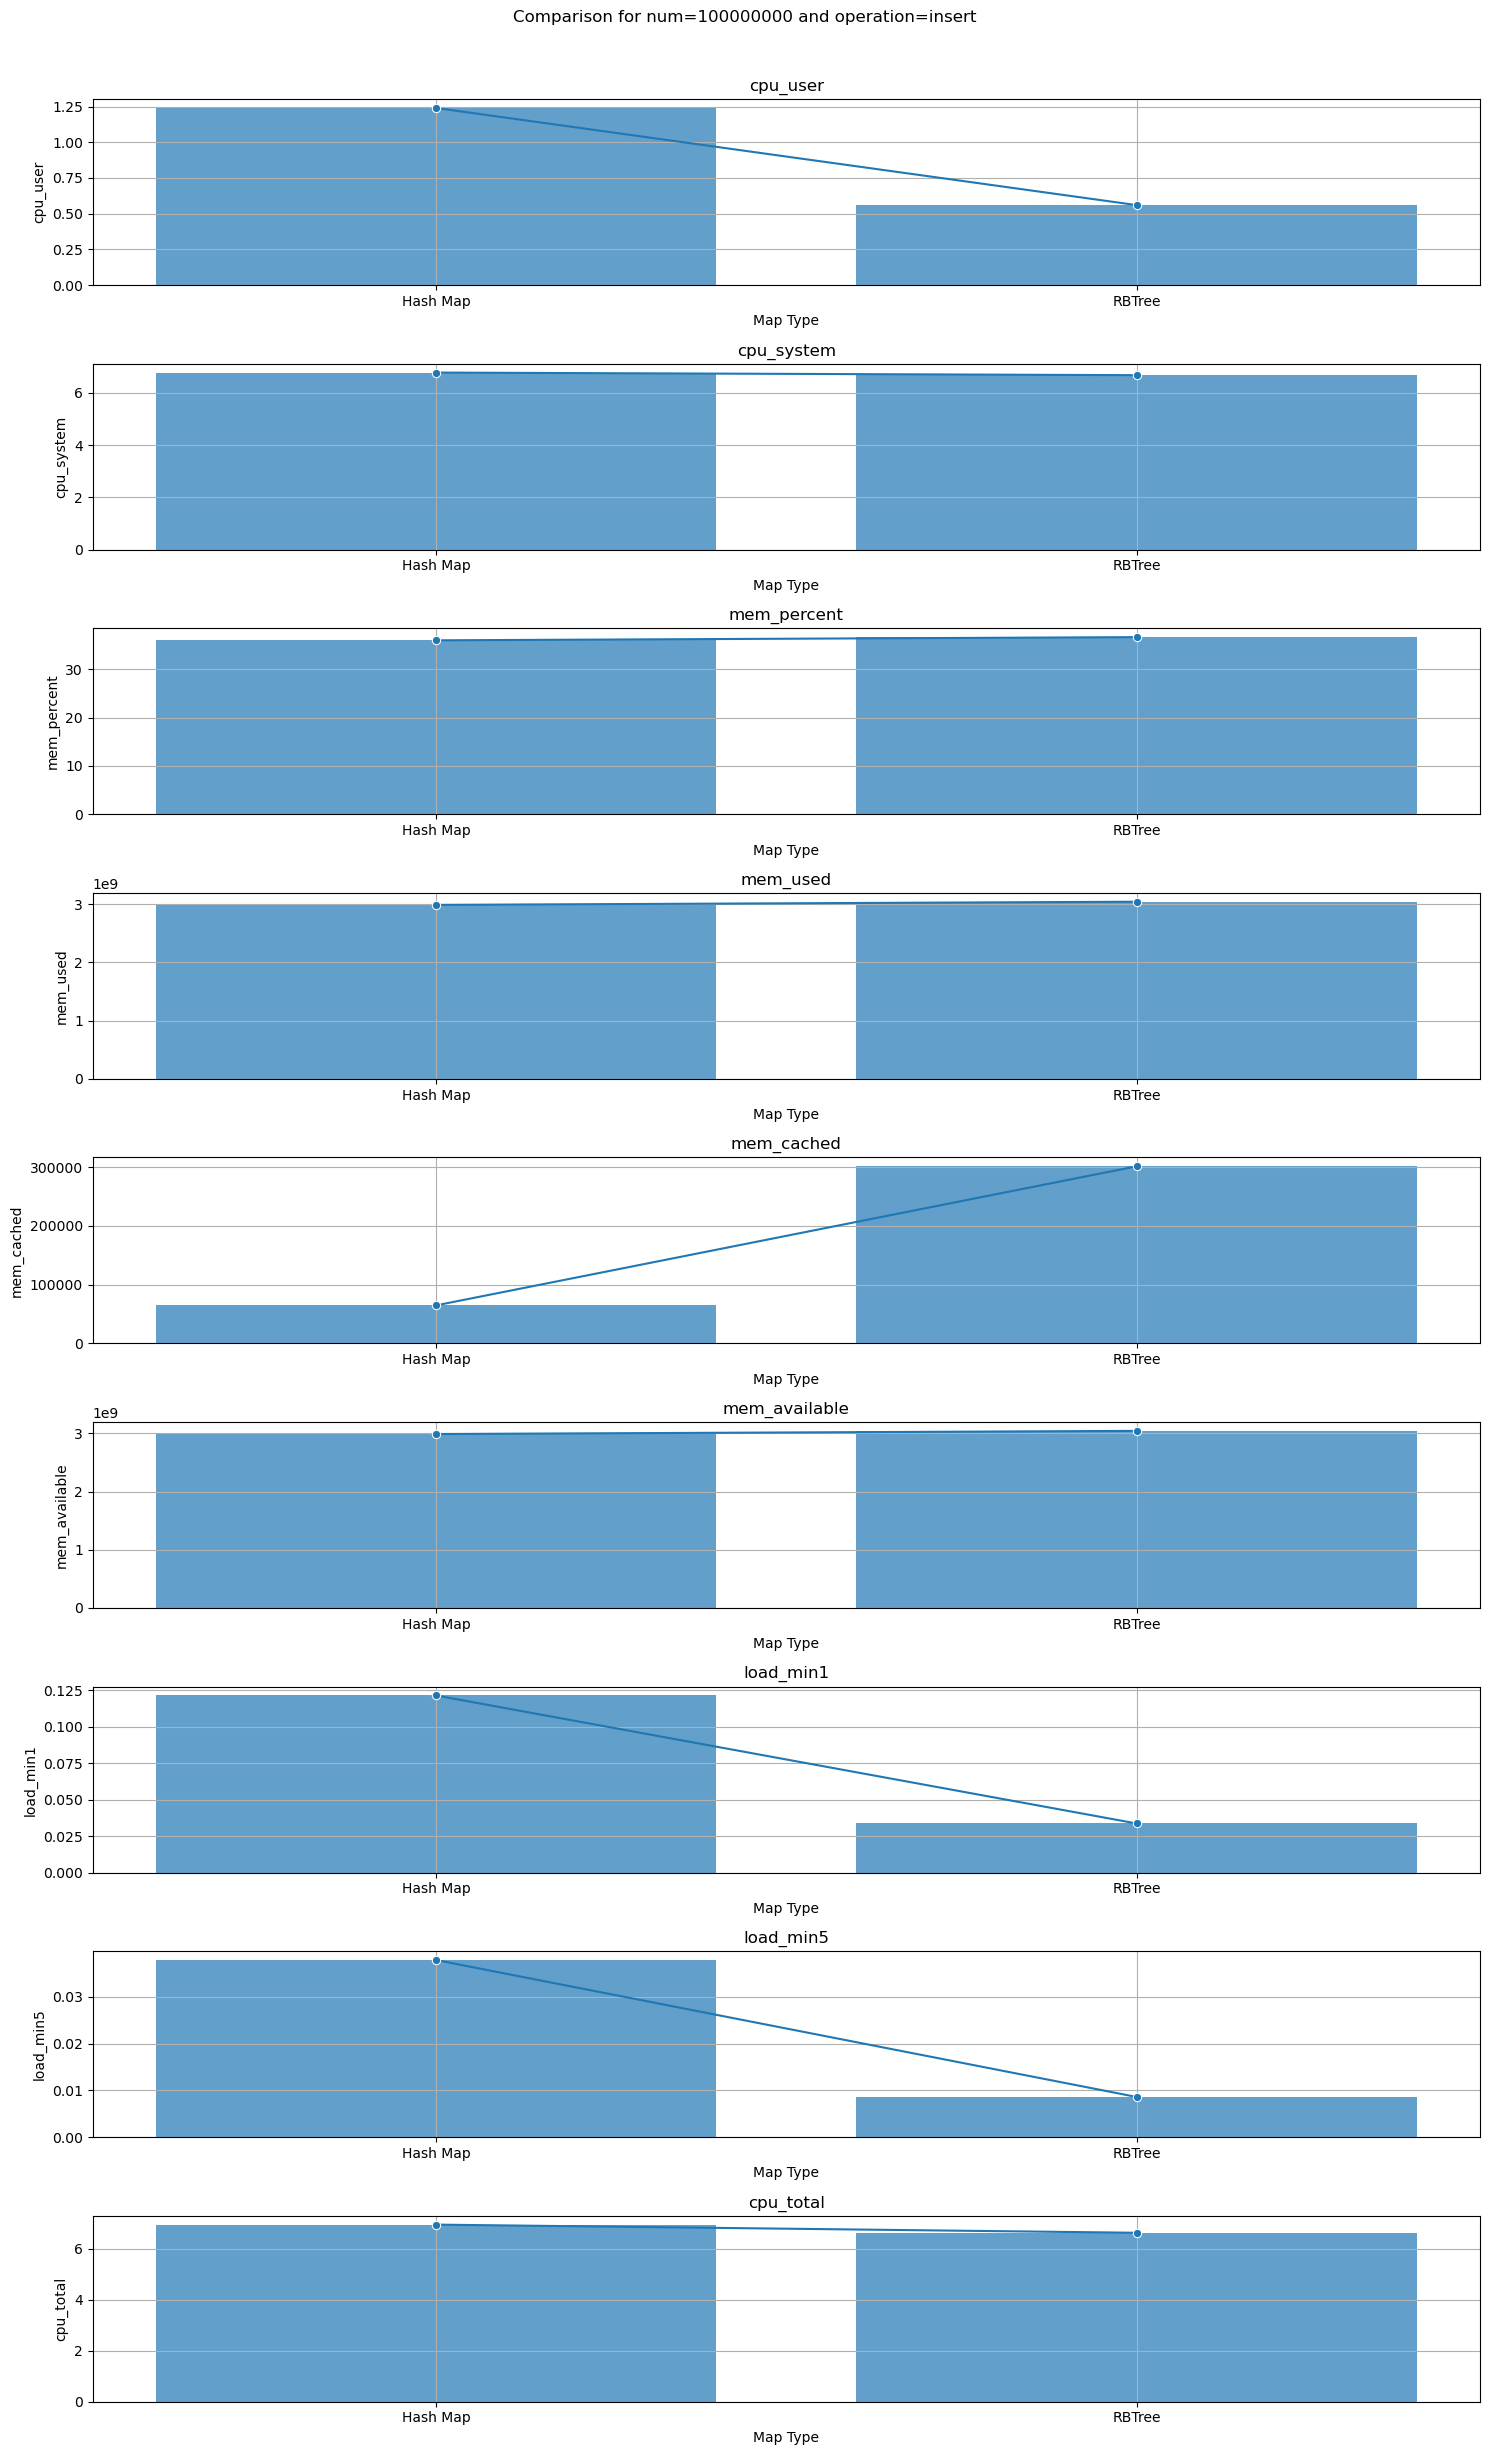 Comparison for num=100000000 and operation=insert
cpu_user
1.25
1.00
0.75
0.50
0.25
0.00
cpu_user
Hash Map
RBTree
Map Type
cpu_system
6
4
2
0
cpu_system
Hash Map
RBTree
Map Type
mem_percent
30
20
10
0
mem_percent
Hash Map
RBTree
Map Type
mem_used
1e9
3
2
1
0
mem_used
Hash Map
RBTree
Map Type
mem_cached
300000
200000
100000
0
mem_cached
Hash Map
RBTree
Map Type
mem_available
1e9
3
2
1
0
mem_available
Hash Map
RBTree
Map Type
load_min1
0.125
0.100
0.075
0.050
0.025
0.000
load_min1
Hash Map
RBTree
Map Type
load_min5
0.03
0.02
0.01
0.00
load_min5
Hash Map
RBTree
Map Type
cpu_total
6
4
2
0
cpu_total
Hash Map
RBTree
Map Type